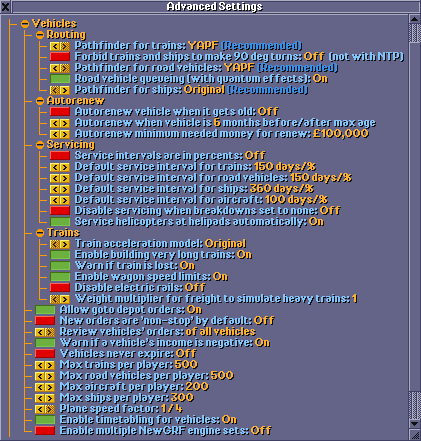 Advanced Settings
Vehicles
Routing
Pathfinder for trains: YAPF (Recommended)
Forbid trains and ships to make 90 deg turns: Off (not with NTP)
Pathfinder for road vehicles: YAPF (Recommended)
Road vehicle queueing (with quantum effects): On
Pathfinder for ships: Original (Recommended)
Autorenew
Autorenew vehicle when it gets old: Off
Autorenew when vehicle is 6 months before/after max age
Autorenew minimum needed money for renew: £100,000
Servicing
Service intervals are in percents: Off
Default service interval for trains: 150 days/%
Default service interval for road vehicles: 150 days/%
Default service interval for ships: 360 days/%
Default service interval for aircraft: 100 days/%
Disable servicing when breakdowns set to none: Off
Service helicopters at helipads automatically: On
Trains
Train acceleration model: Original
Enable building very long trains: On
Warn if train is lost: On
Enable wagon speed limits: On
Disable electric rails: Off
Weight multiplier for freight to simulate heavy trains: 1
Allow goto depot orders: On
New orders are 'non-stop' by default: Off
Review vehicles' orders: of all vehicles
Warn if a vehicle's income is negative: On
Vehicles never expire: Off
Max trains per player: 500
Max road vehicles per player: 500
Max aircraft per player: 200
Max ships per player: 300
Plane speed factor: 1 / 4
Enable timetabling for vehicles: On
Enable multiple NewGRF engine sets: Off